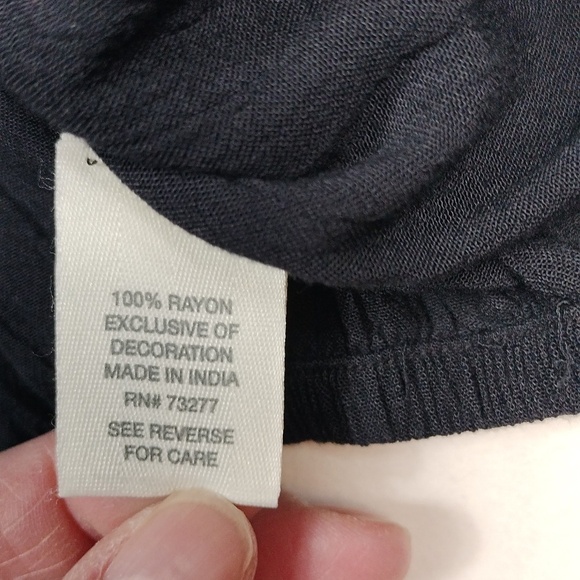 100% RAYON
EXCLUSIVE OF
DECORATION
MADE IN INDIA
RN# 73277
SEE REVERSE
FOR CARE